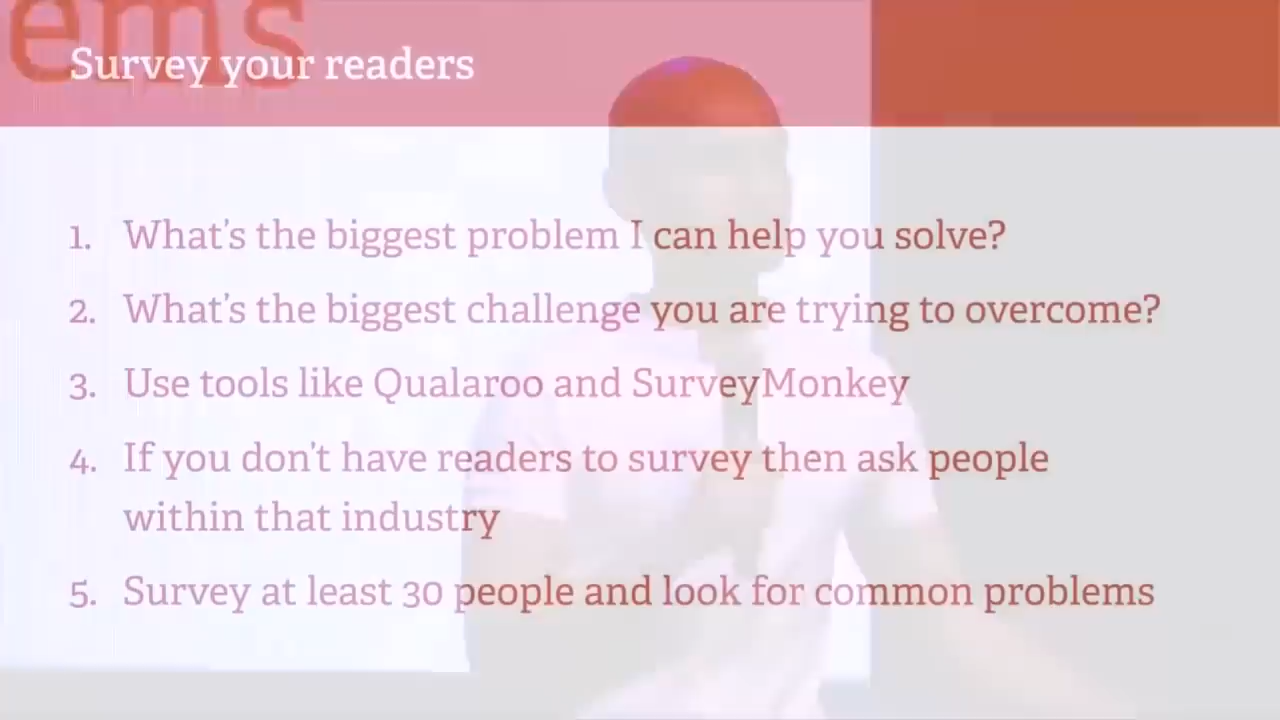 ems
Survey your readers
1. What's the biggest problem I can help you solve?
2. What's the biggest challenge you are trying to overcome?
3. Use tools like Qualaroo and SurveyMonkey
4. If you don't have readers to survey then ask people
within that industry
5. Survey at least 30 people and look for common problems